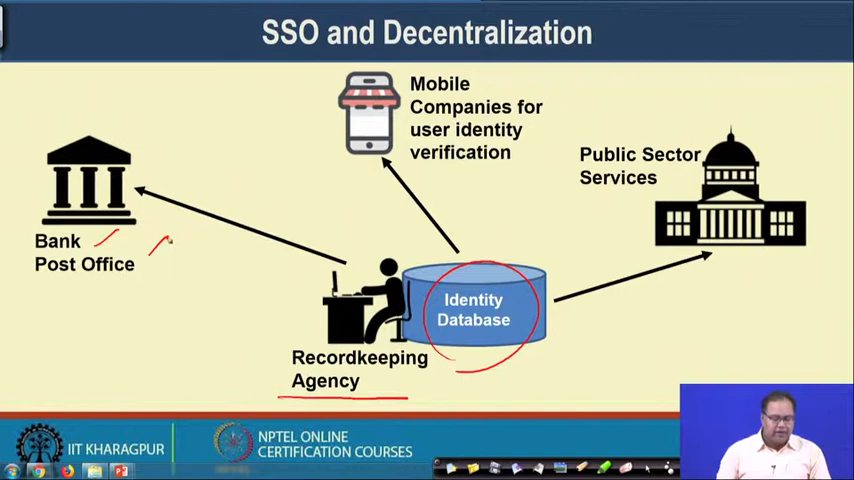 SSO and Decentralization
Mobile
Companies for
user identity
verification
Public Sector
Services
Bank
Post Office
Identity
Database
Recordkeeping
Agency
IIT KHARAGPUR
NPTEL ONLINE
CERTIFICATION COURSES